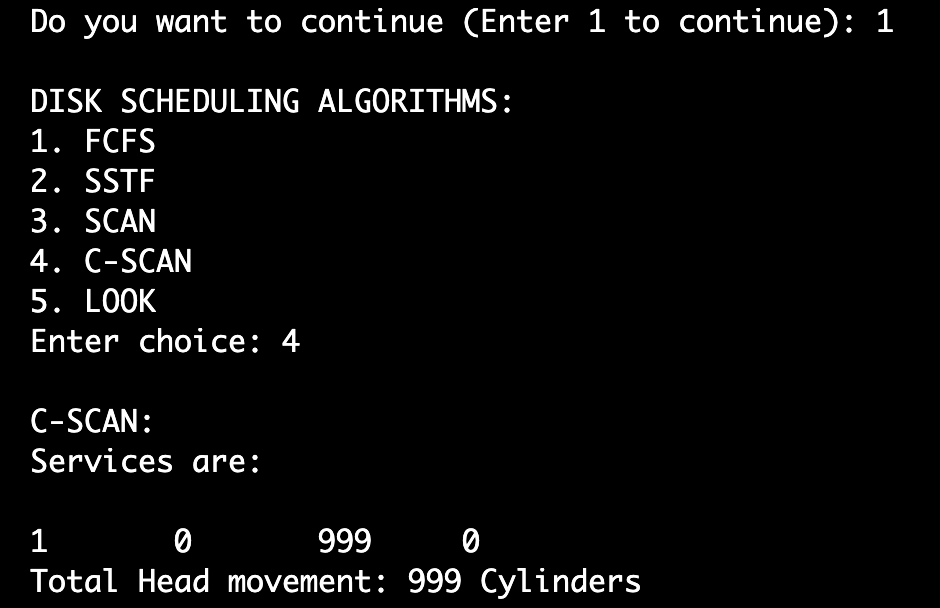 Do you want to continue (Enter 1 to continue): 1
DISK SCHEDULING ALGORITHMS:
1. FCFS
2. SSTF
3. SCAN
4. C-SCAN
5. LOOK
Enter choice: 4
C-SCAN:
Services are:
1 0 999 0
Total Head movement: 999 Cylinders